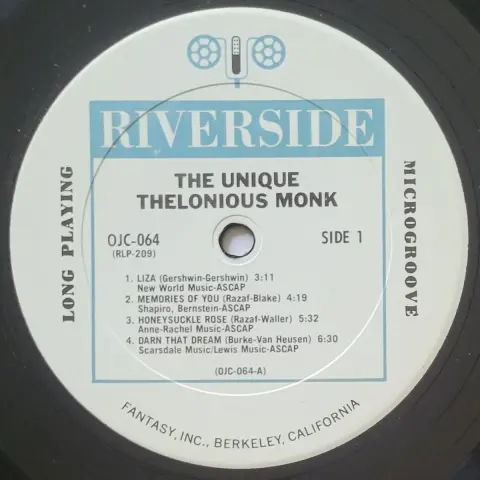 RIVERSIDE
THE UNIQUE
THELONIOUS MONK
LONG PLAYING
MICROGROOVE
OJC-064
(RLP-209)
SIDE 1
1. LIZA (Gershwin-Gershwin) 3:11
New World Music-ASCAP
2. MEMORIES OF YOU (Razaf-Blake) 4:19
Shapiro, Bernstein-ASCAP
3. HONEYSUCKLE ROSE (Razaf-Waller) 5:32
Anne-Rachel Music-ASCAP
4. DARN THAT DREAM (Burke-Van Heusen) 6:30
Scarsdale Music/Lewis Music-ASCAP
(OJC-064-A)
FANTASY, INC., BERKELEY, CALIFORNIA